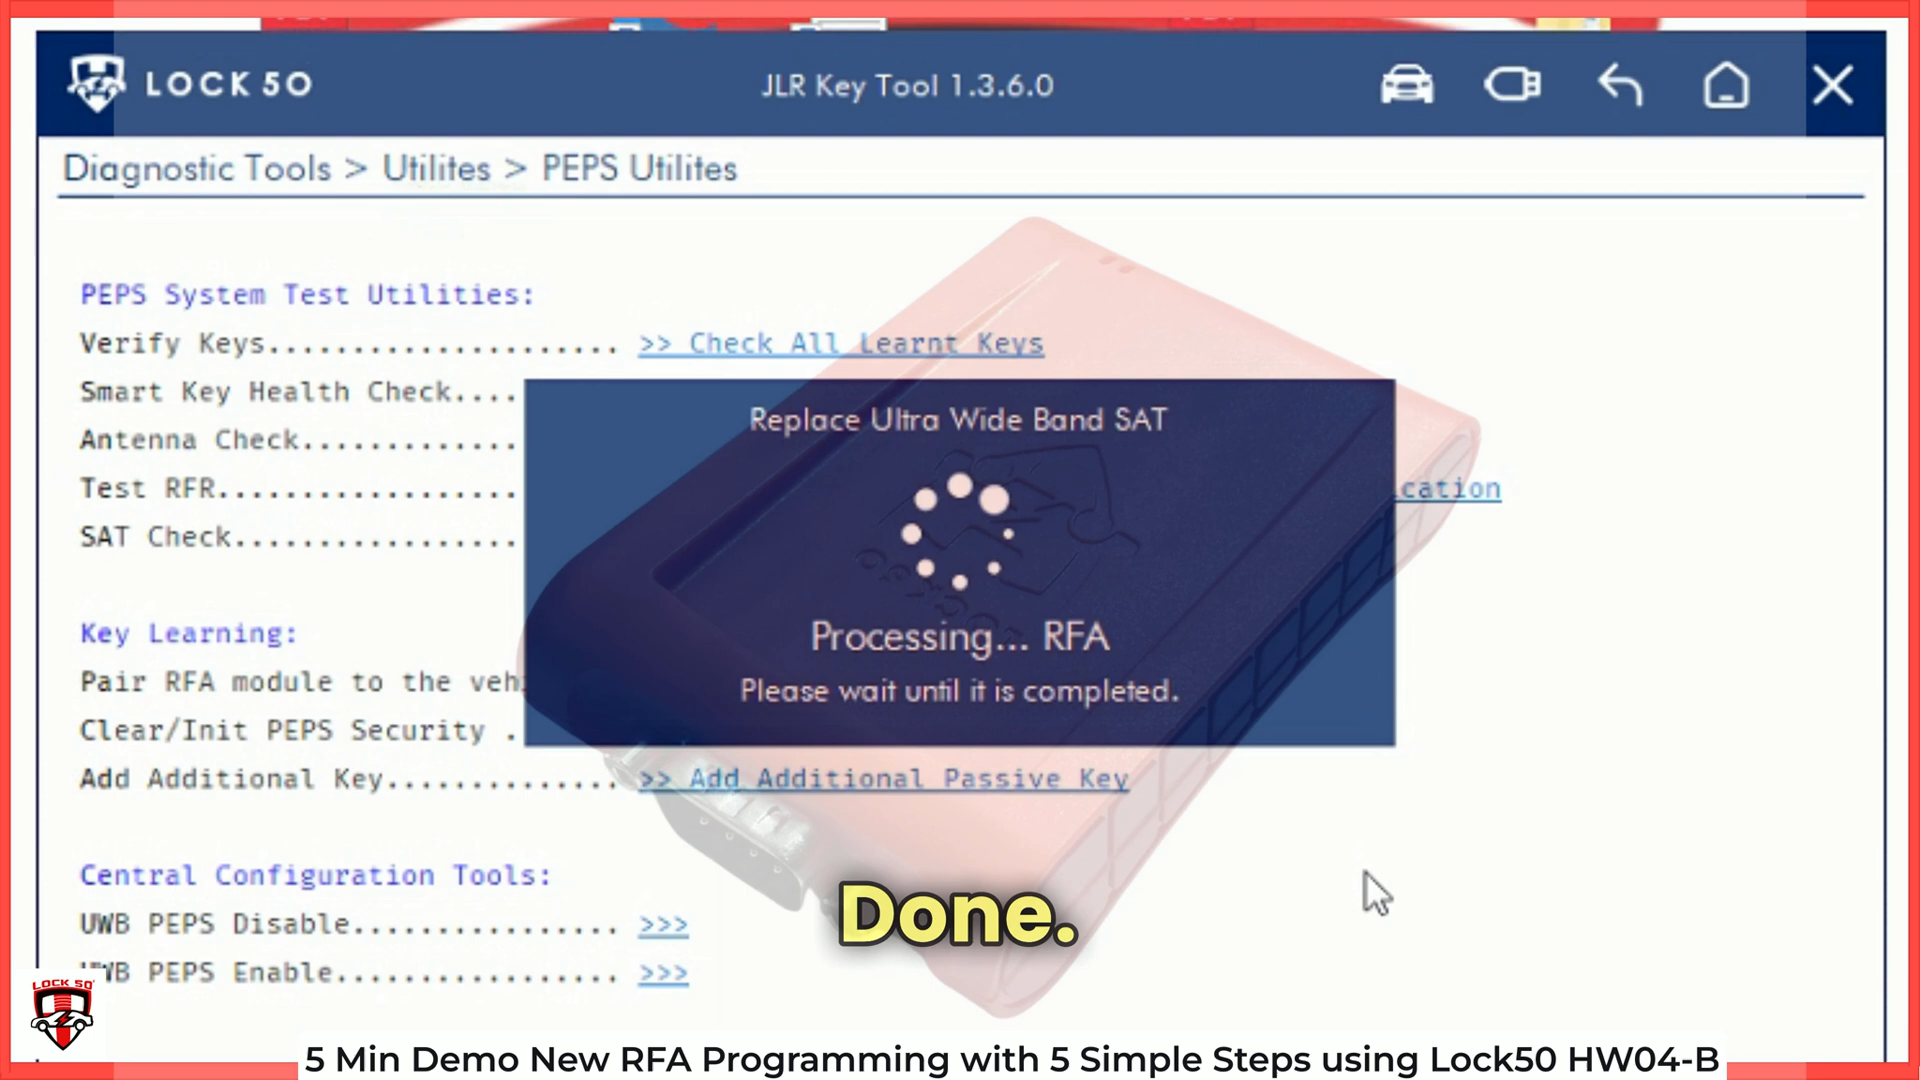 LOCK 50
JLR Key Tool 1.3.6.0
Diagnostic Tools > Utilites > PEPS Utilites
PEPS System Test Utilities:
Verify Keys..................... >> Check All Learnt Keys
Smart Key Health Check....
Antenna Check.............
Test RFR.................. cation
SAT Check.................
Replace Ultra Wide Band SAT
Processing... RFA
Please wait until it is completed.
Key Learning:
Pair RFA module to the veh
Clear/Init PEPS Security .
Add Additional Key.............. >> Add Additional Passive Key
Central Configuration Tools:
UWB PEPS Disable................ >>>
UWB PEPS Enable................. >>>
Done.
LOCK 50
5 Min Demo New RFA Programming with 5 Simple Steps using Lock50 HW04-B